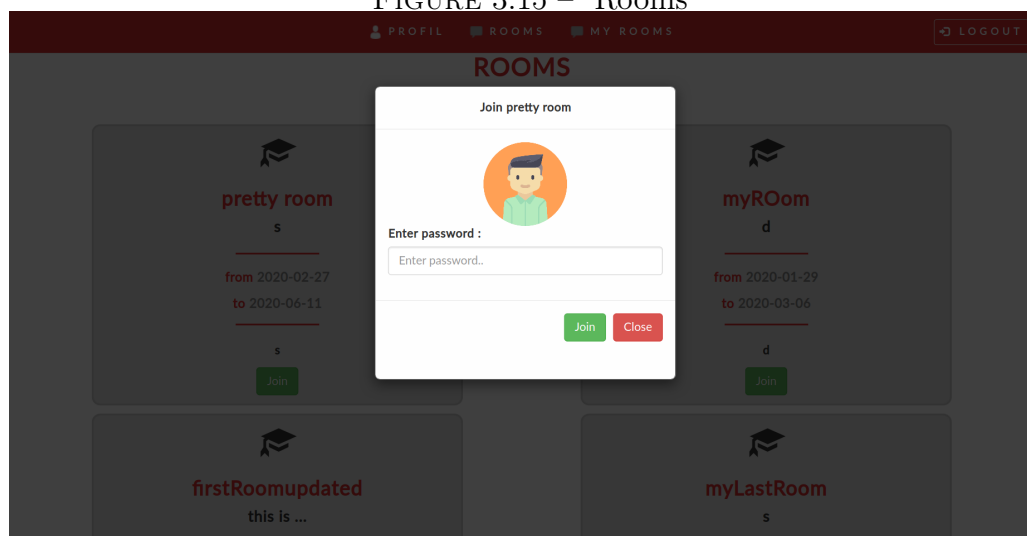 FIGURE 3.15 – Rooms
PROFIL ROOMS MY ROOMS LOGOUT
ROOMS
Join pretty room
Enter password :
Enter password..
Join Close
pretty room
s
from 2020-02-27
to 2020-06-11
s
Join
myROom
d
from 2020-01-29
to 2020-03-06
d
Join
firstRoomupdated
this is ...
myLastRoom
s